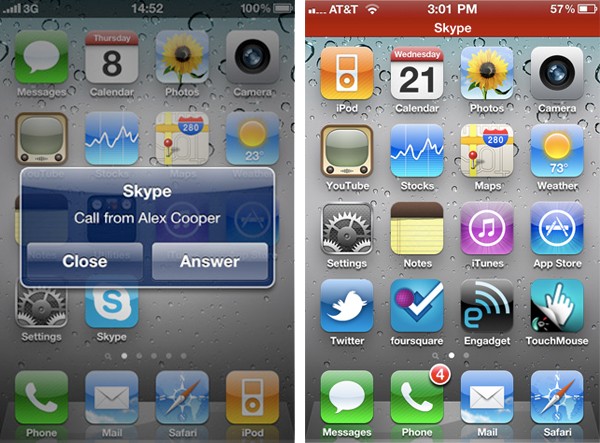 3G 14:52 100%
Thursday
8
Messages Calendar Photos Camera
280
23°
YouTube Stocks Maps Weather
Skype
Call from Alex Cooper
Close Answer
Settings Skype
Phone Mail Safari iPod
AT&T 3:01 PM 57%
Skype
Wednesday
21
iPod Calendar Photos Camera
280
73°
YouTube Stocks Maps Weather
Settings Notes iTunes App Store
Twitter foursquare Engadget TouchMouse
4
Messages Phone Mail Safari